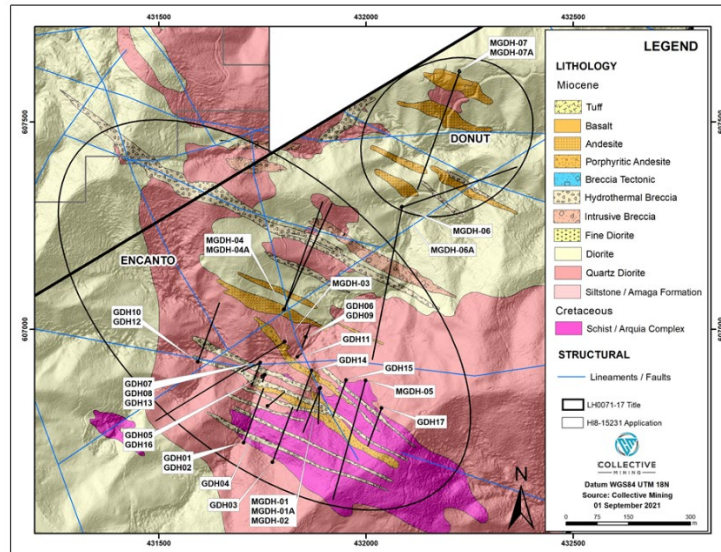 431500
432000
432500
607500
607500
607000
607000
431500
432000
432500
MGDH-07
MGDH-07A
DONUT
MGDH-06
MGDH-06A
MGDH-04
MGDH-04A
ENCANTO
MGDH-03
GDH10
GDH12
GDH06
GDH09
GDH11
GDH14
GDH15
GDH07
GDH08
GDH13
MGDH-05
GDH05
GDH16
GDH17
GDH01
GDH02
GDH04
GDH03
MGDH-01
MGDH-01A
MGDH-02
N
LEGEND
LITHOLOGY
Miocene
Tuff
Basalt
Andesite
Porphyritic Andesite
Breccia Tectonic
Hydrothermal Breccia
Intrusive Breccia
Fine Diorite
Diorite
Quartz Diorite
Siltstone / Amaga Formation
Cretaceous
Schist / Arquia Complex
STRUCTURAL
Lineaments / Faults
LH0071-17 Title
HI8-15231 Application
COLLECTIVE
MINING
Datum WGS84 UTM 18N
Source: Collective Mining
01 September 2021
0 75 150 300
m